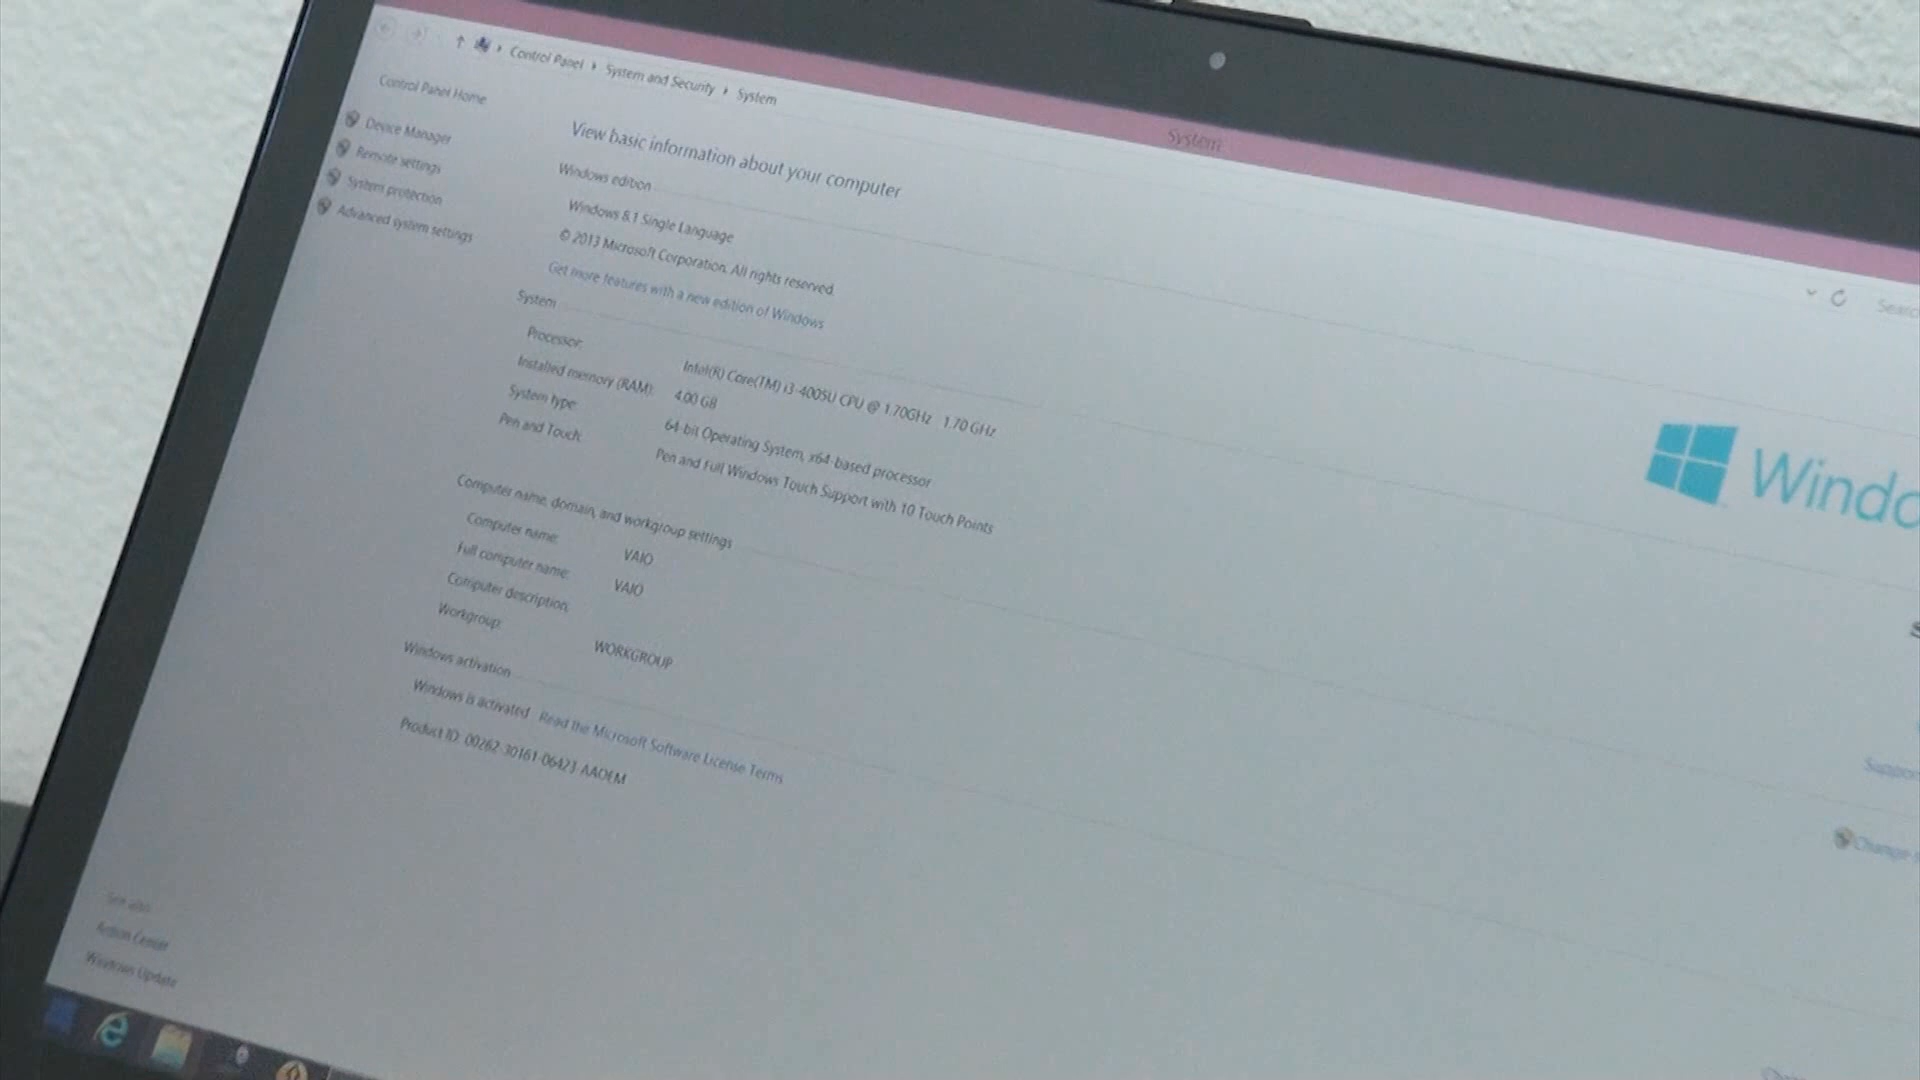 Control Panel › System and Security › System
System
Control Panel Home
Device Manager
Remote settings
System protection
Advanced system settings
View basic information about your computer
Windows edition
Windows 8.1 Single Language
© 2013 Microsoft Corporation. All rights reserved.
Get more features with a new edition of Windows
System
Processor: Intel(R) Core(TM) i3-4005U CPU @ 1.70GHz 1.70 GHz
Installed memory (RAM): 4.00 GB
System type: 64-bit Operating System, x64-based processor
Pen and Touch: Pen and Full Windows Touch Support with 10 Touch Points
Computer name, domain, and workgroup settings
Computer name: VAIO
Full computer name: VAIO
Computer description:
Workgroup: WORKGROUP
Windows activation
Windows is activated Read the Microsoft Software License Terms
Product ID: 00262-30161-06423-AAOEM
See also
Action Center
Windows Update
Searc
Windo
Suppor
Change s